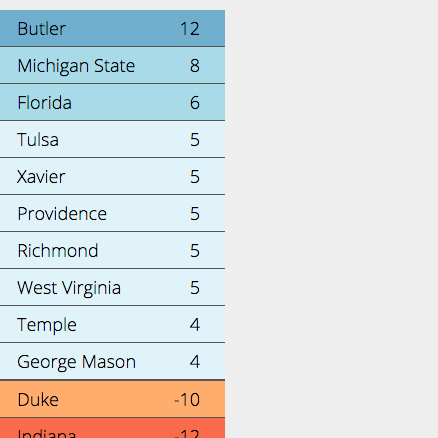 Butler 12
Michigan State 8
Florida 6
Tulsa 5
Xavier 5
Providence 5
Richmond 5
West Virginia 5
Temple 4
George Mason 4
Duke -10
Indiana -12